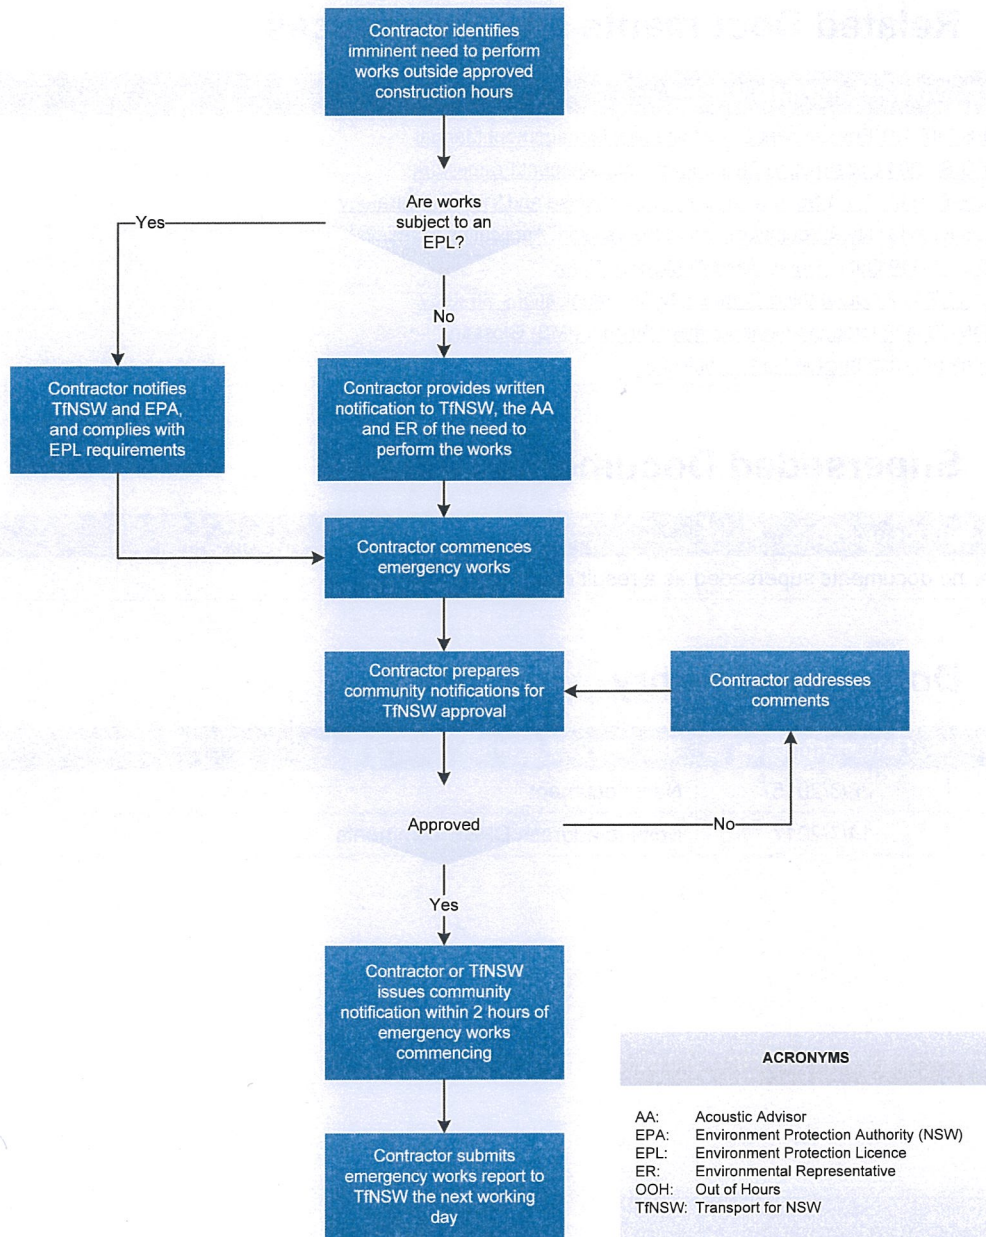 Contractor identifies
imminent need to perform
works outside approved
construction hours
Are works
subject to an
EPL?
Yes
No
Contractor notifies
TfNSW and EPA,
and complies with
EPL requirements
Contractor provides written
notification to TfNSW, the AA
and ER of the need to
perform the works
Contractor commences
emergency works
Contractor prepares
community notifications for
TfNSW approval
Contractor addresses
comments
Approved
No
Yes
Contractor or TfNSW
issues community
notification within 2 hours of
emergency works
commencing
Contractor submits
emergency works report to
TfNSW the next working
day
ACRONYMS
AA: Acoustic Advisor
EPA: Environment Protection Authority (NSW)
EPL: Environment Protection Licence
ER: Environmental Representative
OOH: Out of Hours
TfNSW: Transport for NSW